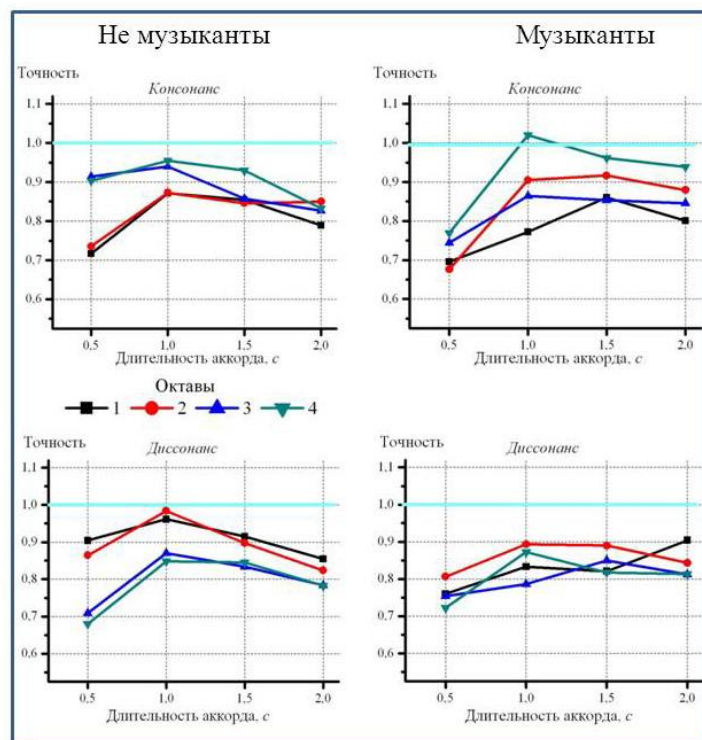 Не музыканты
Музыканты
Точность
Консонанс
1,1
1,0
0,9
0,8
0,7
0,6
0,5 1,0 1,5 2,0
Длительность аккорда, с
Точность
Консонанс
1,1
1,0
0,9
0,8
0,7
0,6
0,5 1,0 1,5 2,0
Длительность аккорда, с
Октавы
1 2 3 4
Точность
Диссонанс
1,1
1,0
0,9
0,8
0,7
0,6
0,5 1,0 1,5 2,0
Длительность аккорда, с
Точность
Диссонанс
1,1
1,0
0,9
0,8
0,7
0,6
0,5 1,0 1,5 2,0
Длительность аккорда, с